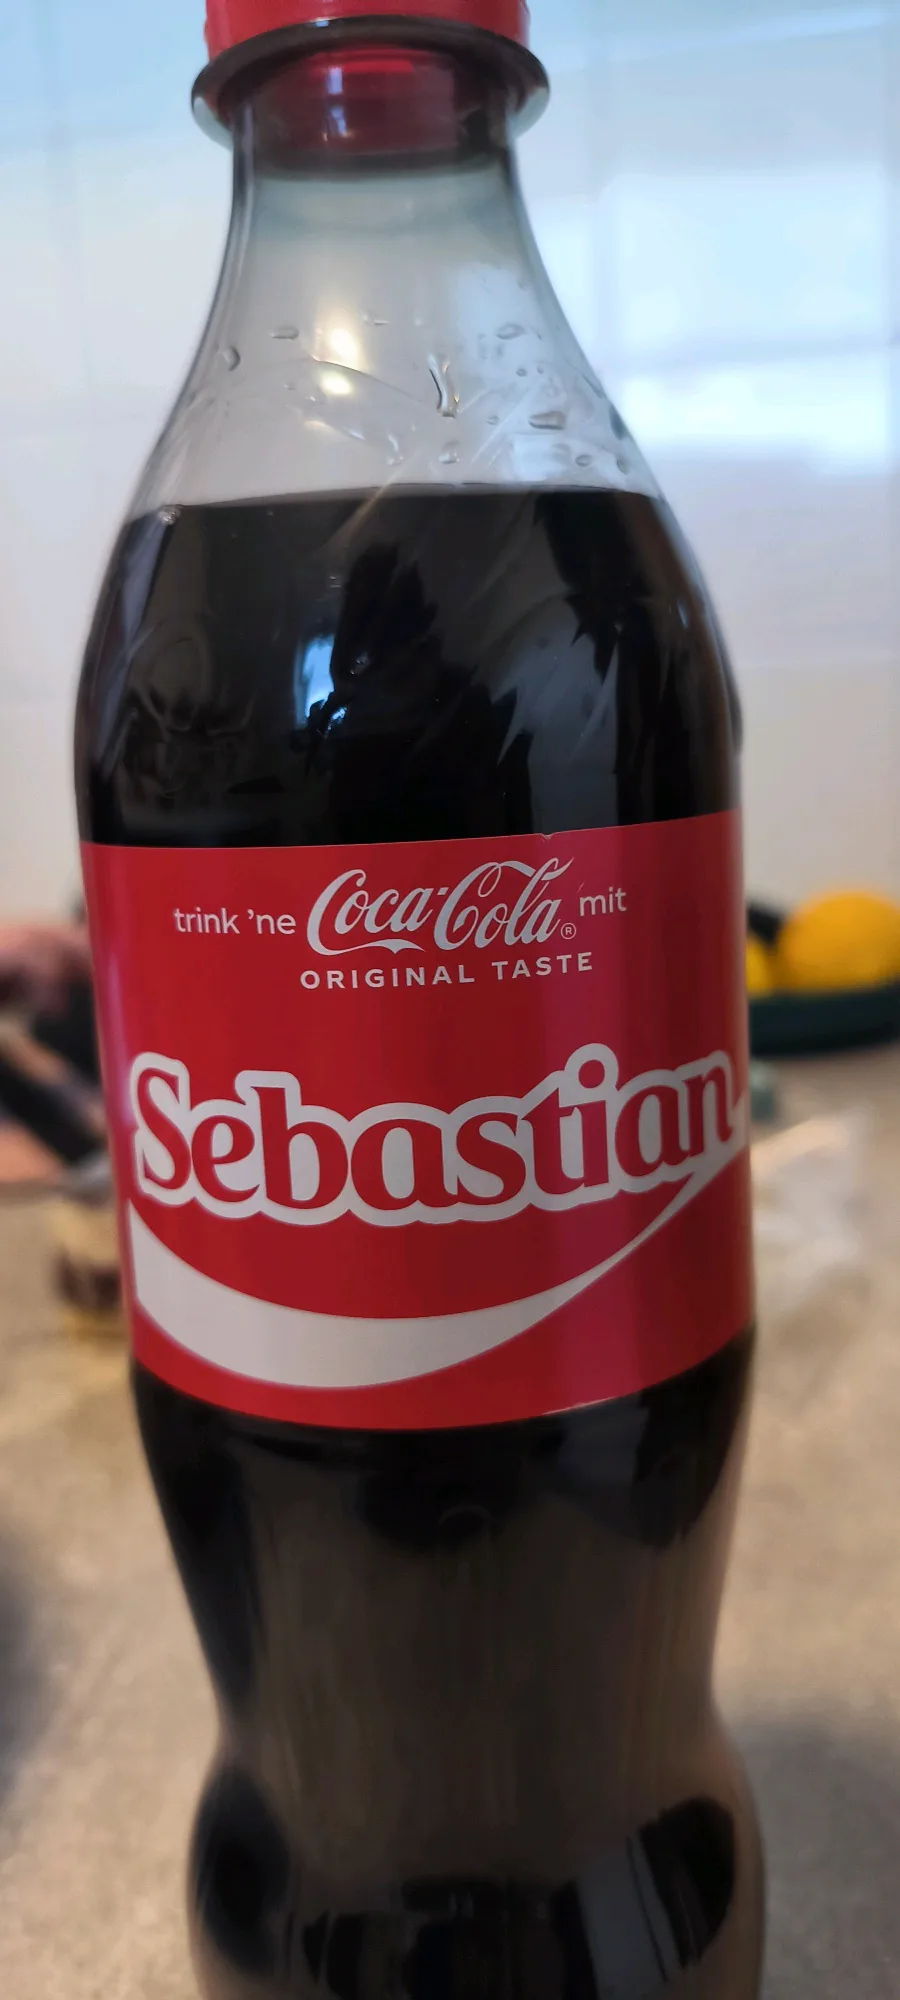 trink ’ne Coca-Cola® mit
ORIGINAL TASTE
Sebastian